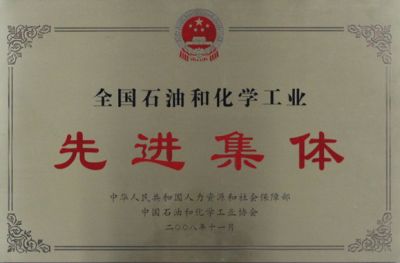 全国石油和化学工业
先进集体
中华人民共和国人力资源和社会保障部
中国石油和化学工业协会
二〇〇八年十一月